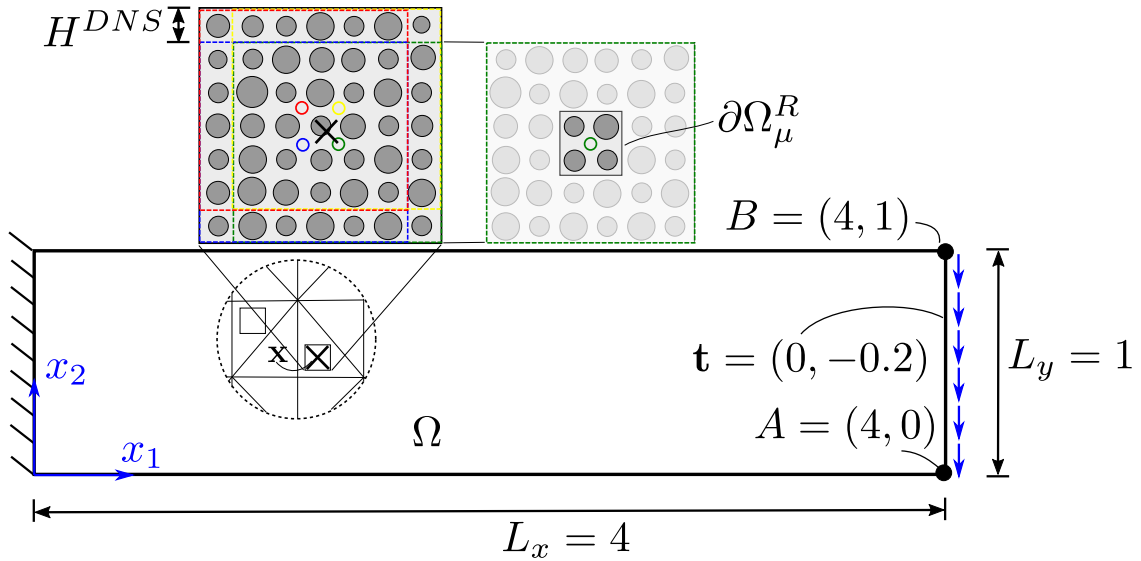 H^{DNS}
∂Ω_μ^R
B = (4, 1)
x_2
x
t = (0, −0.2)
L_y = 1
A = (4, 0)
Ω
x_1
L_x = 4